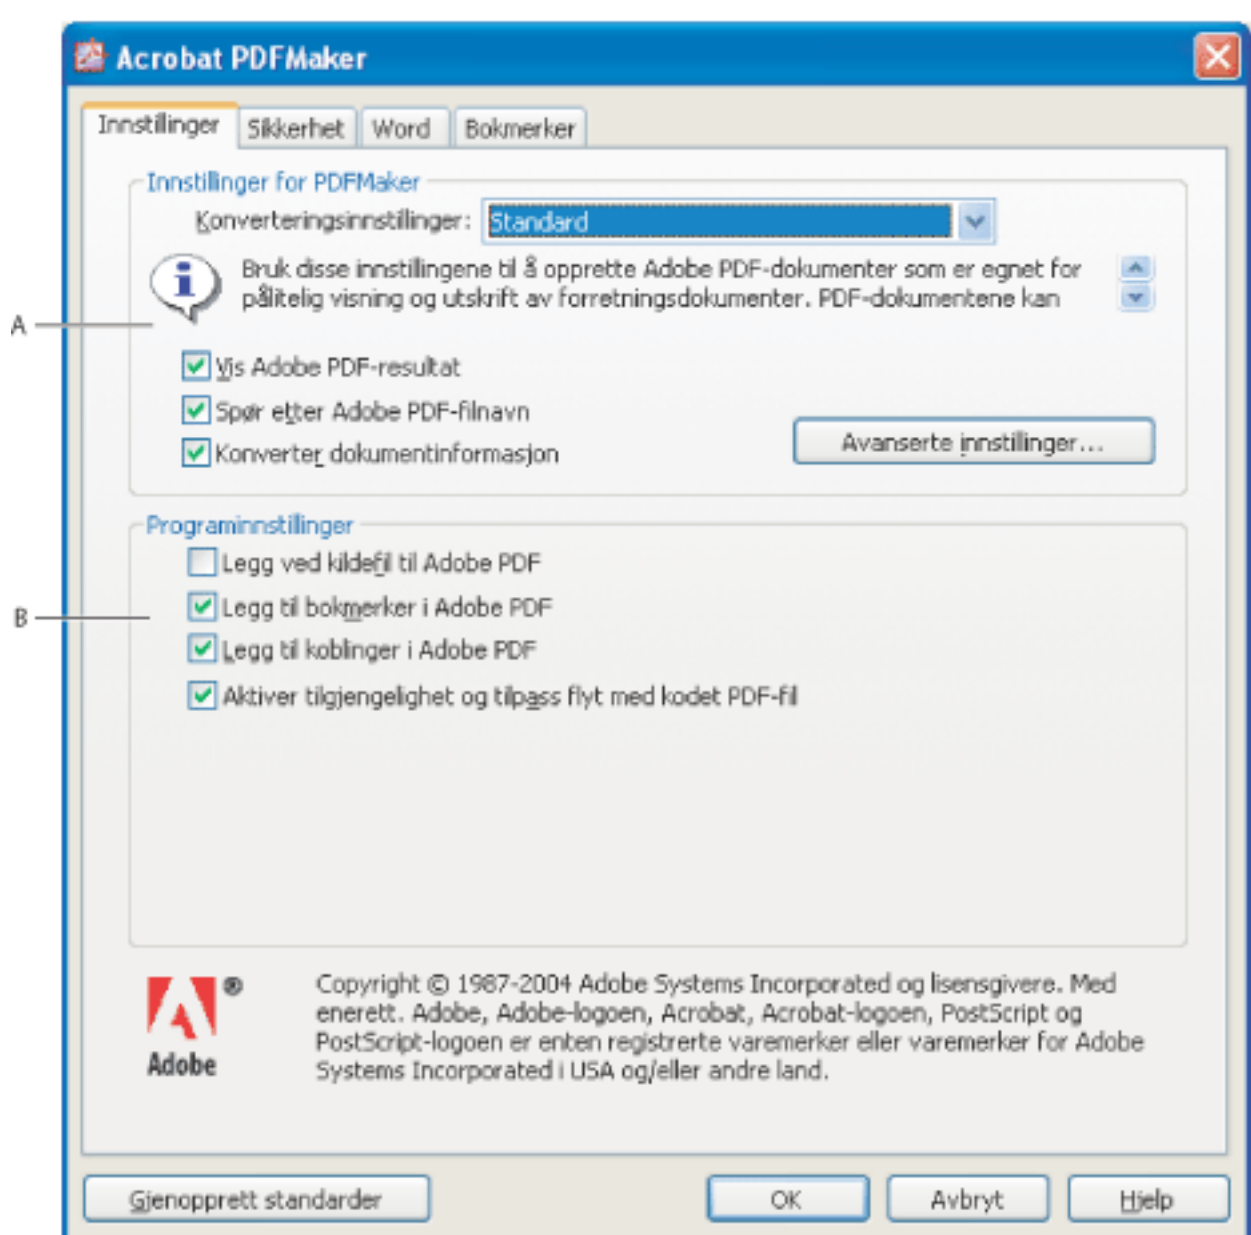 Acrobat PDFMaker
Innstillinger Sikkerhet Word Bokmerker
Innstillinger for PDFMaker
Konverteringsinnstillinger: Standard
Bruk disse innstillingene til å opprette Adobe PDF-dokumenter som er egnet for
pålitelig visning og utskrift av forretningsdokumenter. PDF-dokumentene kan
A
Vis Adobe PDF-resultat
Spør etter Adobe PDF-filnavn
Konverter dokumentinformasjon
Avanserte innstillinger...
Programinnstillinger
Legg ved kildefil til Adobe PDF
B
Legg til bokmerker i Adobe PDF
Legg til koblinger i Adobe PDF
Aktiver tilgjengelighet og tilpass flyt med kodet PDF-fil
Adobe ®
Copyright © 1987-2004 Adobe Systems Incorporated og lisensgivere. Med
enerett. Adobe, Adobe-logoen, Acrobat, Acrobat-logoen, PostScript og
PostScript-logoen er enten registrerte varemerker eller varemerker for Adobe
Systems Incorporated i USA og/eller andre land.
Gjenopprett standarder OK Avbryt Hjelp